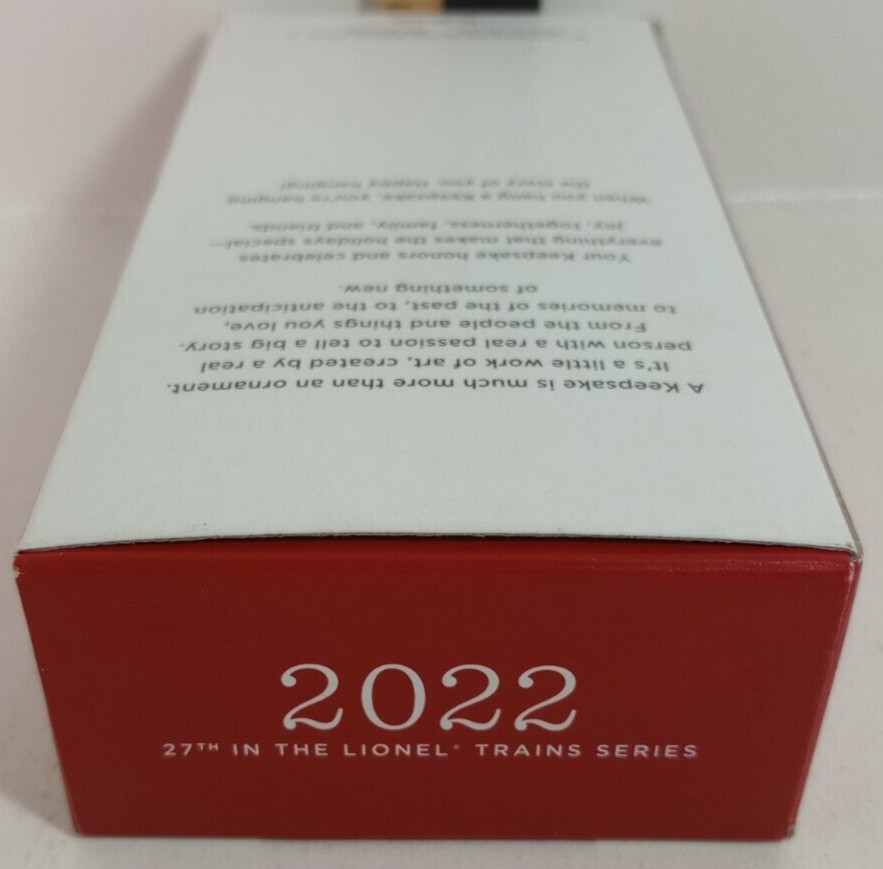 A Keepsake is much more than an ornament.
It's a little work of art, created by a real
person with a real passion to tell a big story.
From the people and things you love,
to memories of the past, to the anticipation
of something new.
Your Keepsake honors and celebrates
everything that makes the holidays special—
joy, togetherness, family, and friends.
When you hang a Keepsake, you're hanging
the story of you. Happy hanging!
2022
27TH IN THE LIONEL® TRAINS SERIES